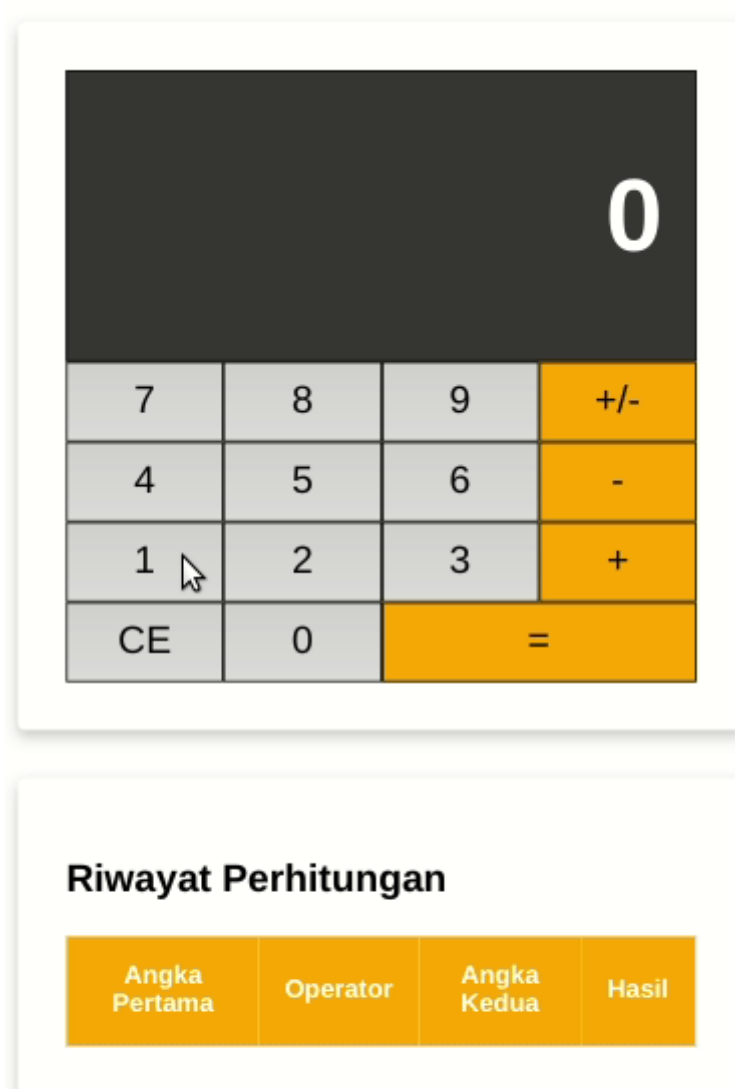 0
7 8 9 +/-
4 5 6 -
1 2 3 +
CE 0 =
Riwayat Perhitungan
Angka Pertama Operator Angka Kedua Hasil